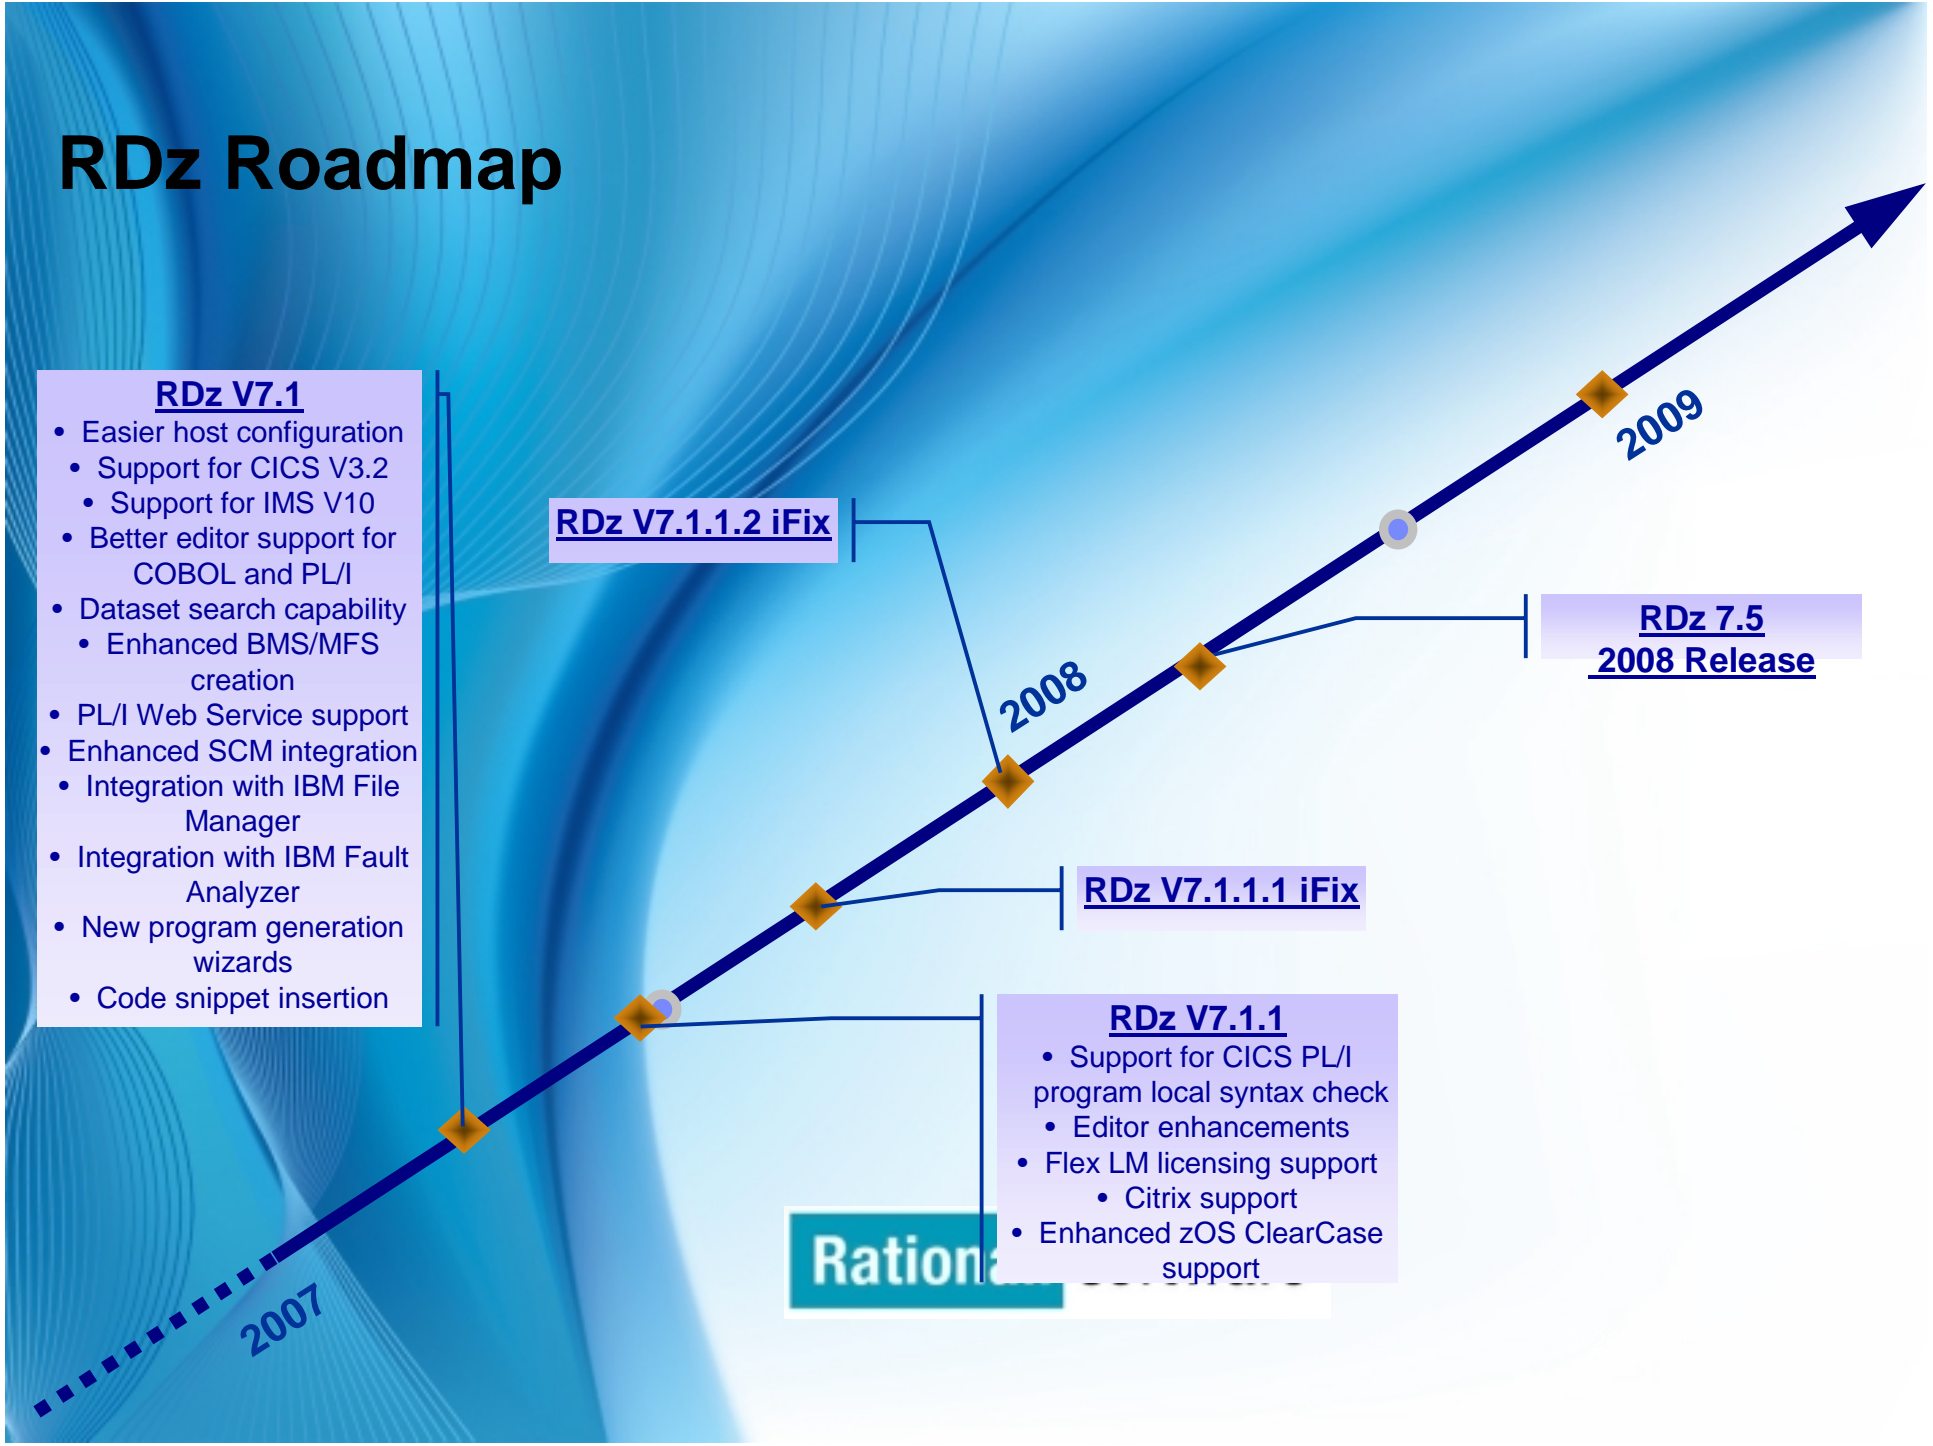 RDz Roadmap
RDz V7.1
• Easier host configuration
• Support for CICS V3.2
• Support for IMS V10
• Better editor support for
COBOL and PL/I
• Dataset search capability
• Enhanced BMS/MFS
creation
• PL/I Web Service support
• Enhanced SCM integration
• Integration with IBM File
Manager
• Integration with IBM Fault
Analyzer
• New program generation
wizards
• Code snippet insertion
RDz V7.1.1.2 iFix
2009
RDz 7.5
2008 Release
2008
RDz V7.1.1.1 iFix
RDz V7.1.1
• Support for CICS PL/I
program local syntax check
• Editor enhancements
• Flex LM licensing support
• Citrix support
• Enhanced zOS ClearCase
support
2007